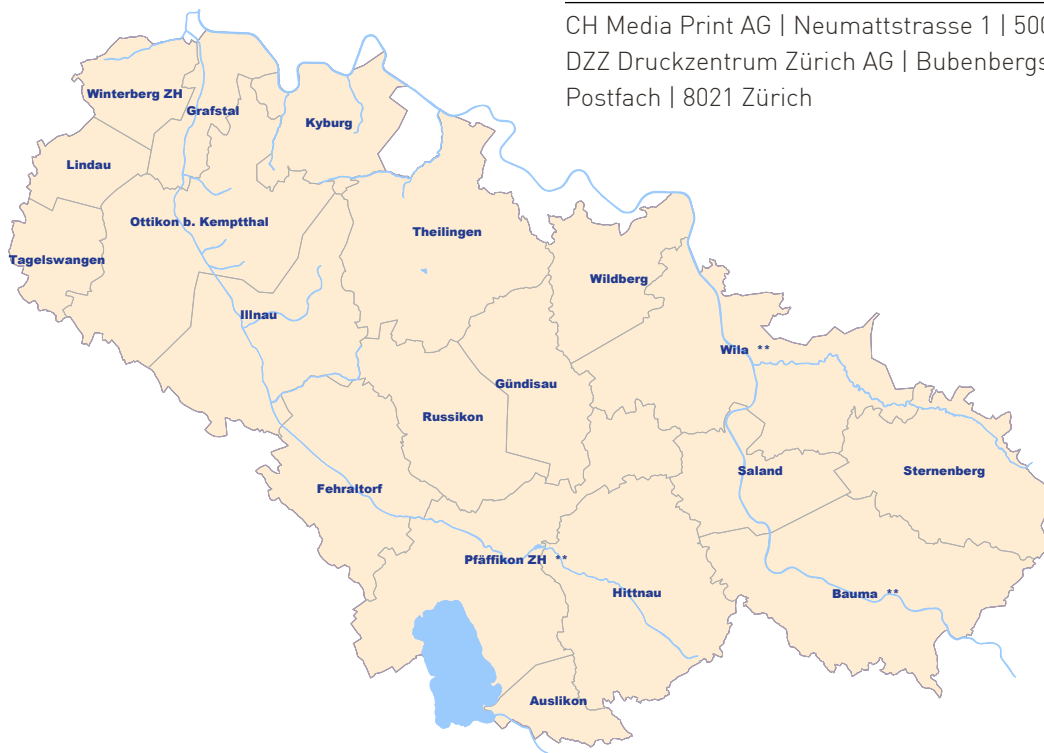 CH Media Print AG | Neumattstrasse 1 | 500
DZZ Druckzentrum Zürich AG | Bubenbergs
Postfach | 8021 Zürich
Winterberg ZH
Grafstal
Kyburg
Lindau
Ottikon b. Kemptthal
Theilingen
Tagelswangen
Wildberg
Illnau
Wila **
Gündisau
Russikon
Saland
Sternenberg
Fehraltorf
Pfäffikon ZH **
Hittnau
Bauma **
Auslikon